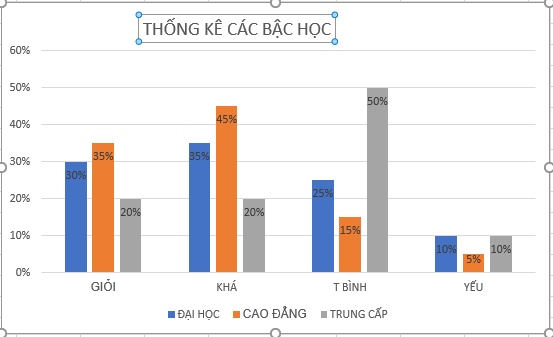 THỐNG KÊ CÁC BẬC HỌC
60%
50%
40%
30%
20%
10%
0%
30% 35% 20% 35% 45% 20% 25% 15% 50% 10% 5% 10%
GIỎI KHÁ T BÌNH YẾU
ĐẠI HỌC CAO ĐẲNG TRUNG CẤP